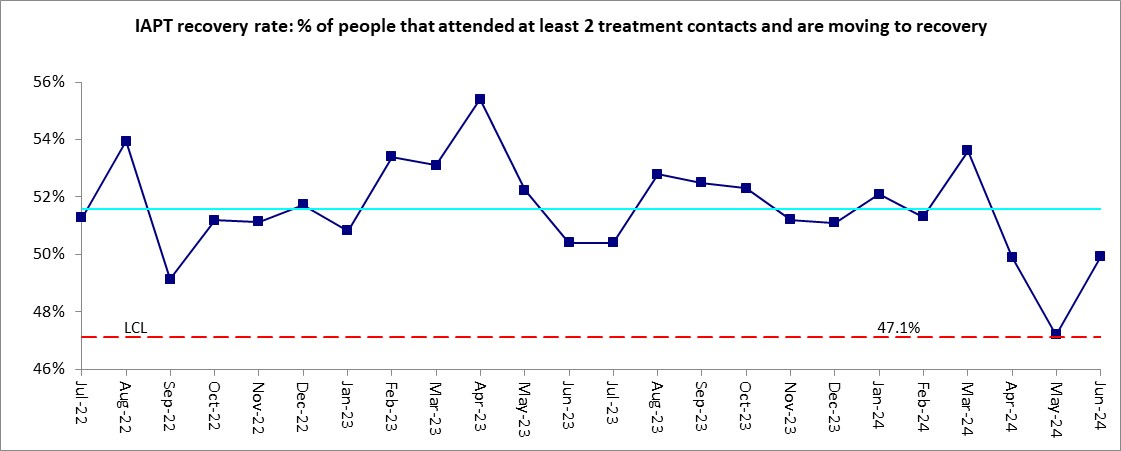 IAPT recovery rate: % of people that attended at least 2 treatment contacts and are moving to recovery
56%
54%
52%
50%
48%
46%
LCL
47.1%
Jul-22
Aug-22
Sep-22
Oct-22
Nov-22
Dec-22
Jan-23
Feb-23
Mar-23
Apr-23
May-23
Jun-23
Jul-23
Aug-23
Sep-23
Oct-23
Nov-23
Dec-23
Jan-24
Feb-24
Mar-24
Apr-24
May-24
Jun-24